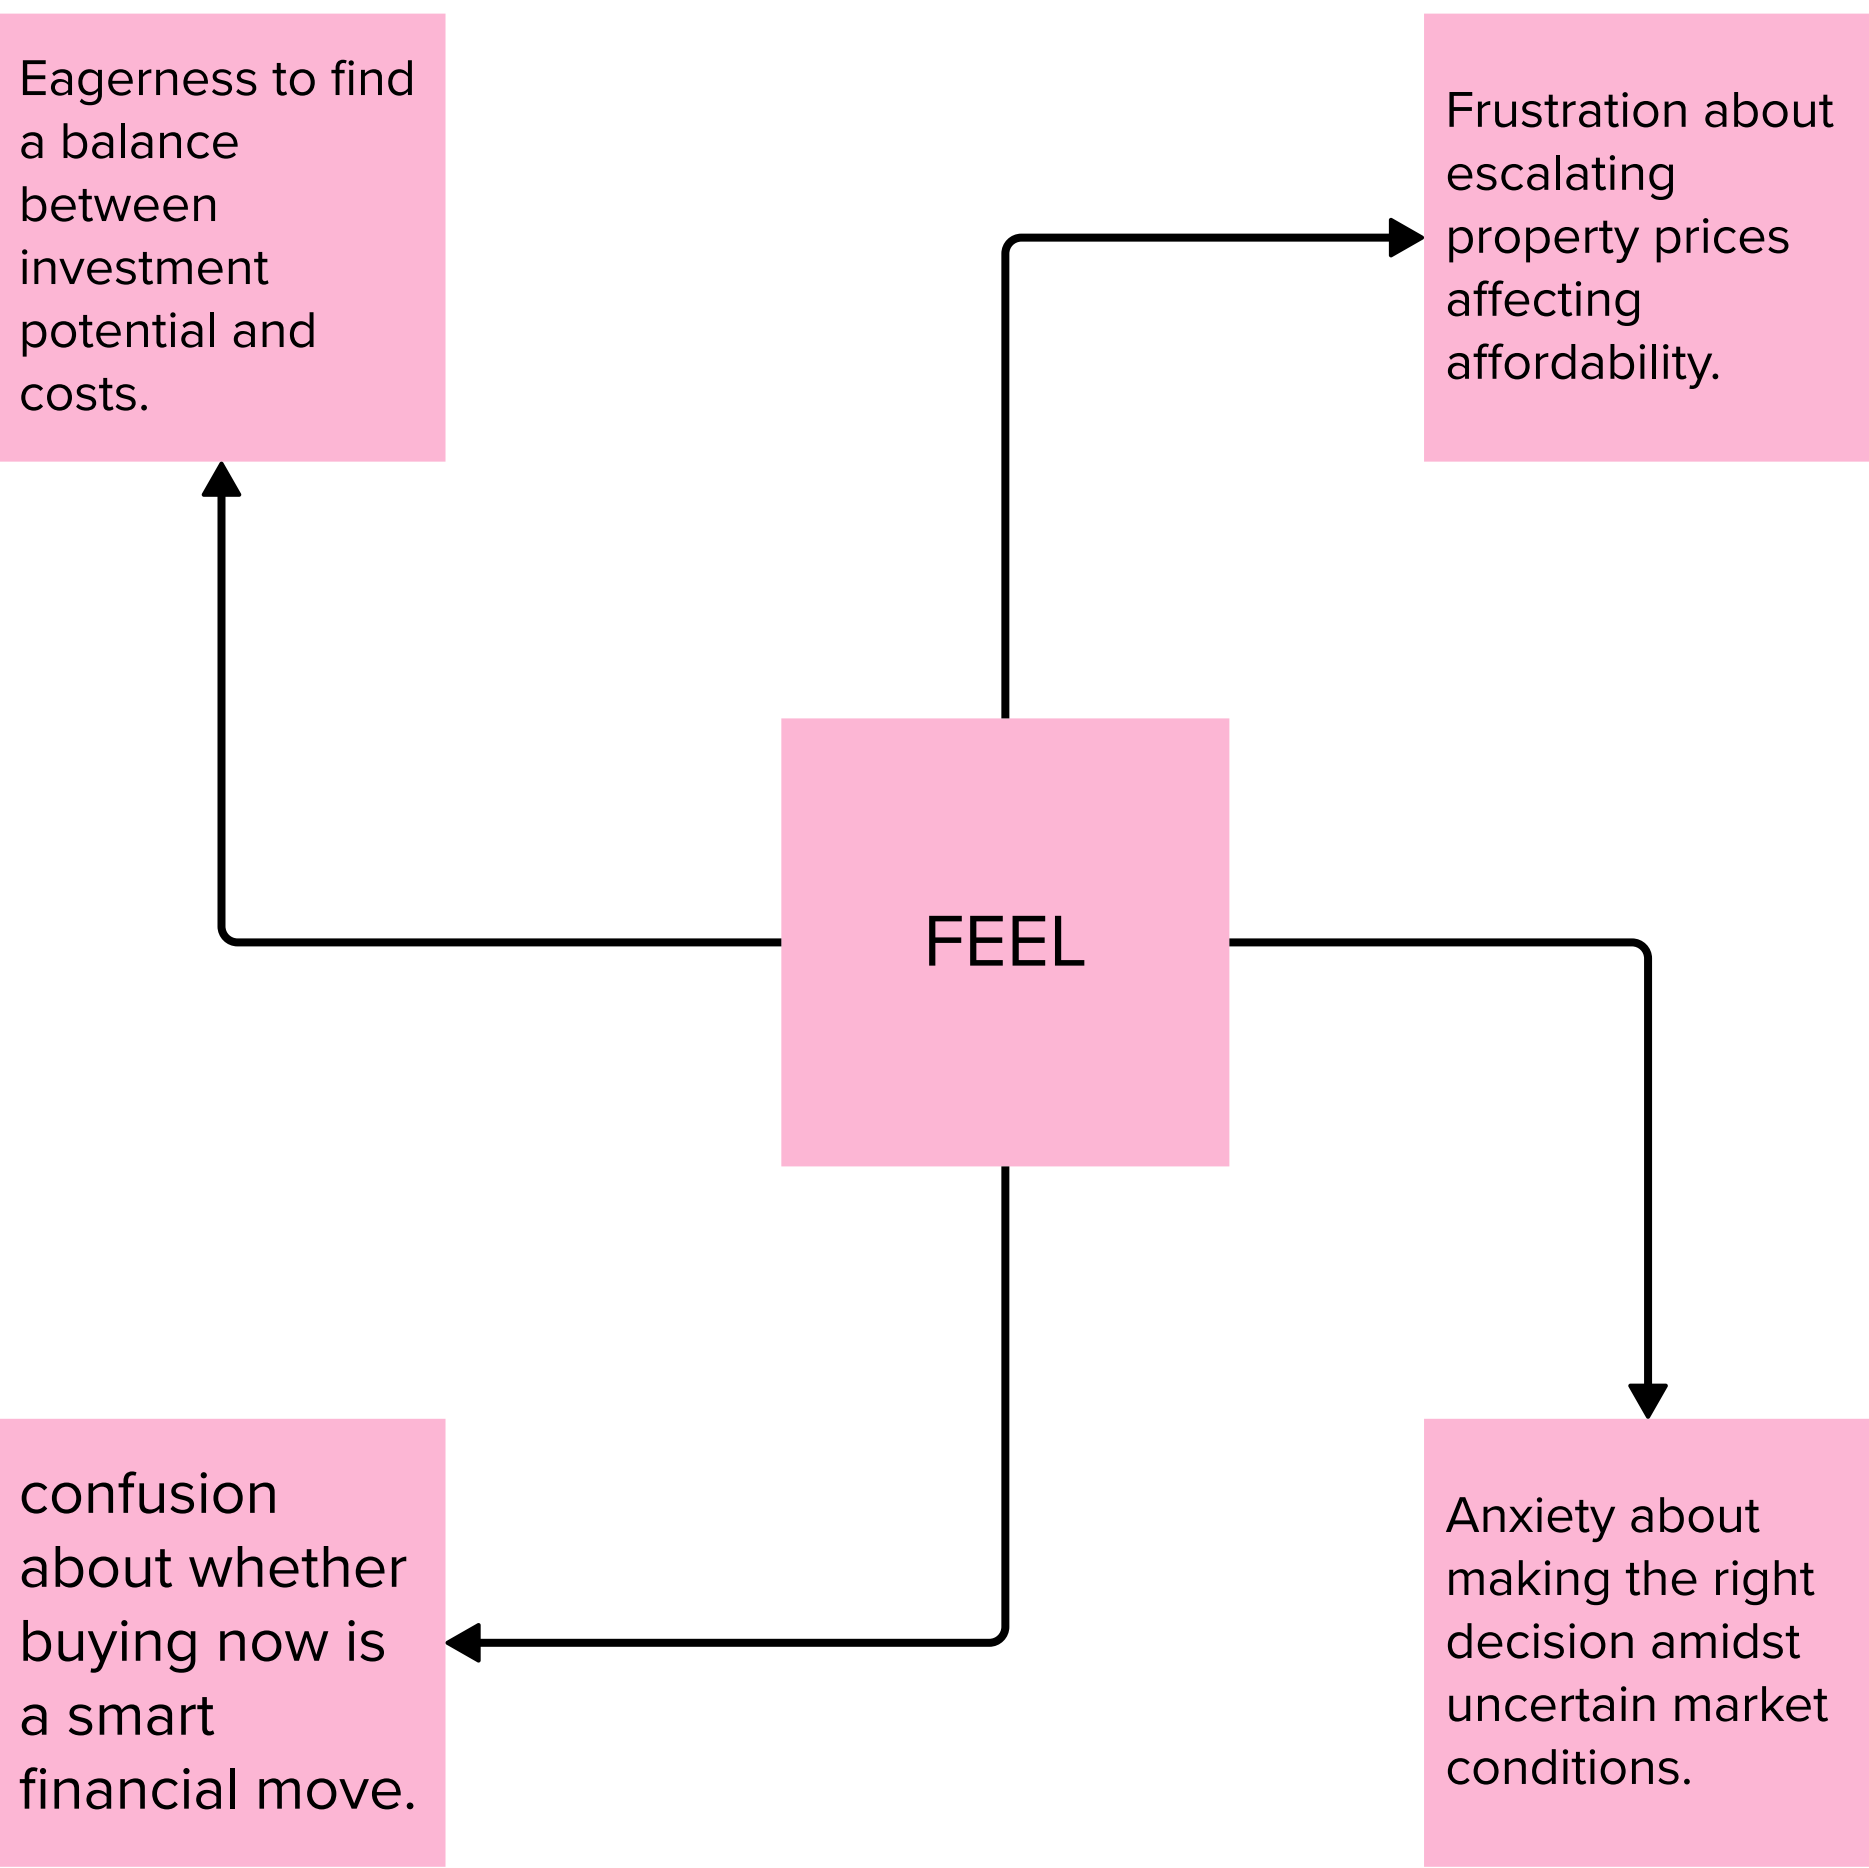 Eagerness to find
a balance
between
investment
potential and
costs.
Frustration about
escalating
property prices
affecting
affordability.
FEEL
confusion
about whether
buying now is
a smart
financial move.
Anxiety about
making the right
decision amidst
uncertain market
conditions.